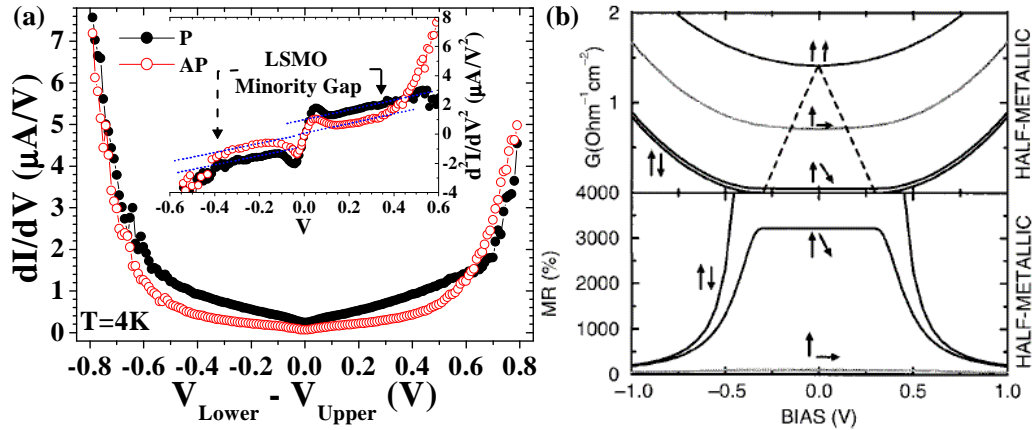 (a)
P
AP
LSMO
Minority Gap
8
6
4
2
0
-2
-4
d²I/dV² (µA/V²)
-0.6 -0.4 -0.2 0.0 0.2 0.4 0.6
V
7
6
5
4
3
2
1
0
dI/dV (µA/V)
T=4K
-0.8 -0.6 -0.4 -0.2 0.0 0.2 0.4 0.6 0.8
V Lower - V Upper (V)
(b)
2
1
0
G(Ohm⁻¹cm⁻²)
HALF-METALLIC
4000
3000
2000
1000
0
MR (%)
HALF-METALLIC
−1.0 −0.5 0.0 0.5 1.0
BIAS (V)